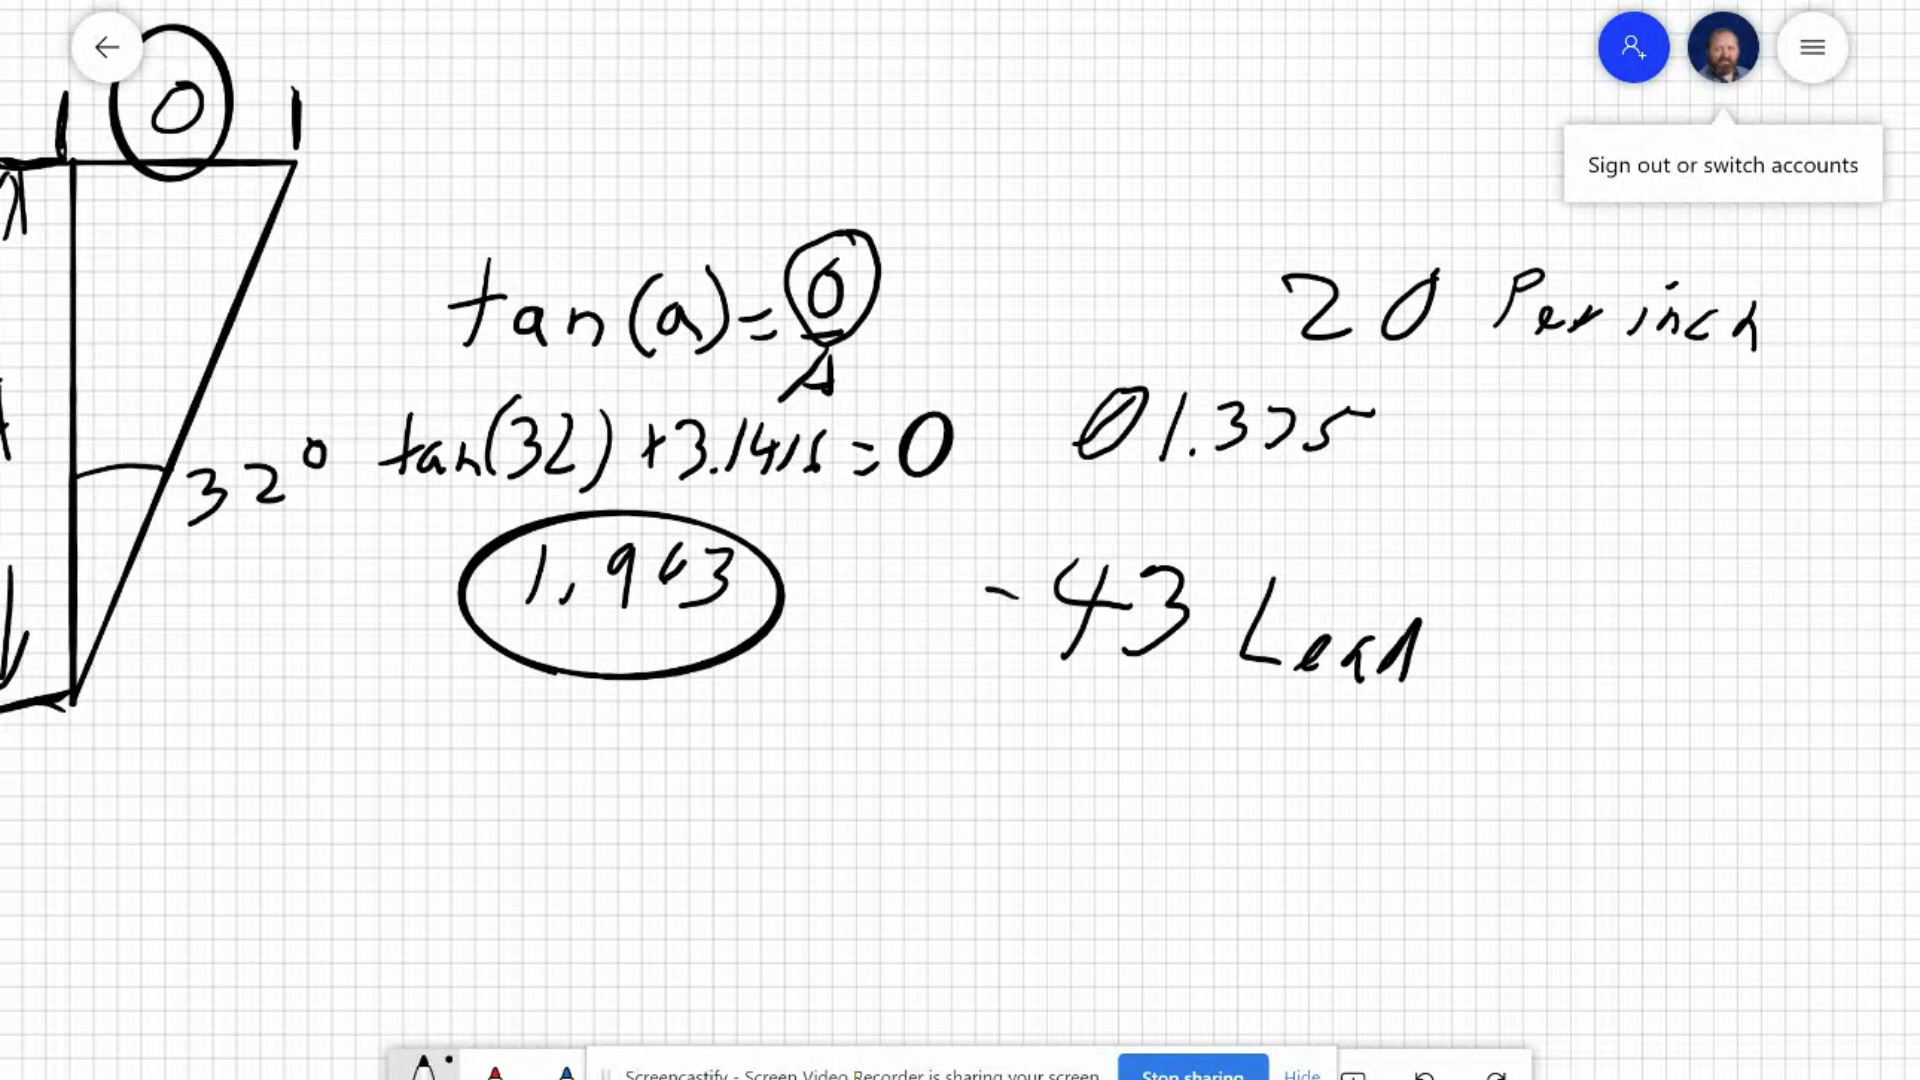 O
Sign out or switch accounts
tan(a)=O/A
20 Per inch
32° tan(32) +3.1416=O
Ø1.375
1,963
-43 Lead
Screencastify - Screen Video Recorder is sharing your screen.
Stop sharing
Hide